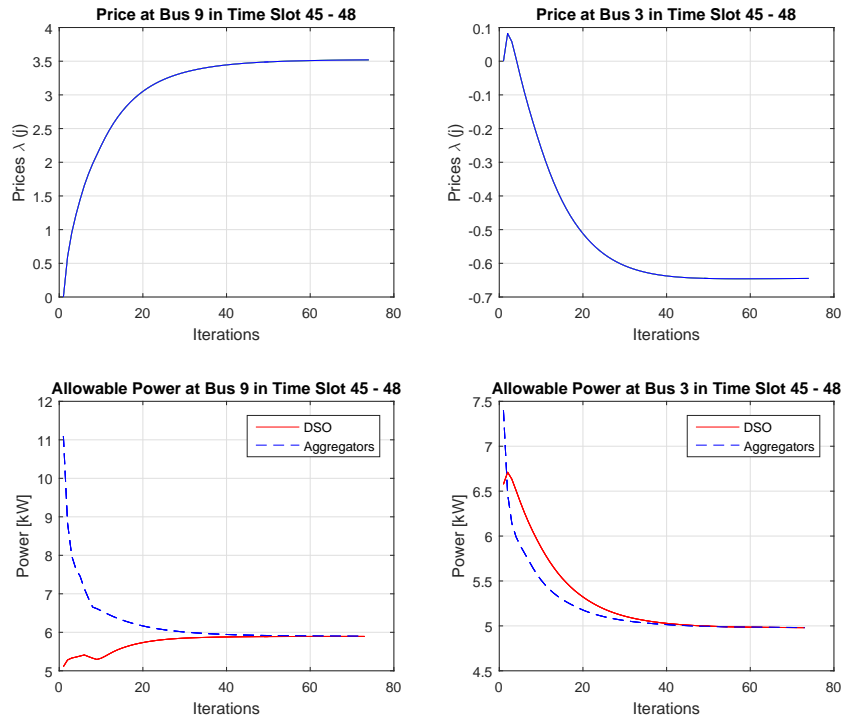 Price at Bus 9 in Time Slot 45 - 48
4
3.5
3
2.5
2
1.5
1
0.5
0
Prices λ (j)
0 20 40 60 80
Iterations
Price at Bus 3 in Time Slot 45 - 48
0.1
0
-0.1
-0.2
-0.3
-0.4
-0.5
-0.6
-0.7
Prices λ (j)
0 20 40 60 80
Iterations
Allowable Power at Bus 9 in Time Slot 45 - 48
12
11
10
9
8
7
6
5
Power [kW]
DSO
Aggregators
0 20 40 60 80
Iterations
Allowable Power at Bus 3 in Time Slot 45 - 48
7.5
7
6.5
6
5.5
5
4.5
Power [kW]
DSO
Aggregators
0 20 40 60 80
Iterations